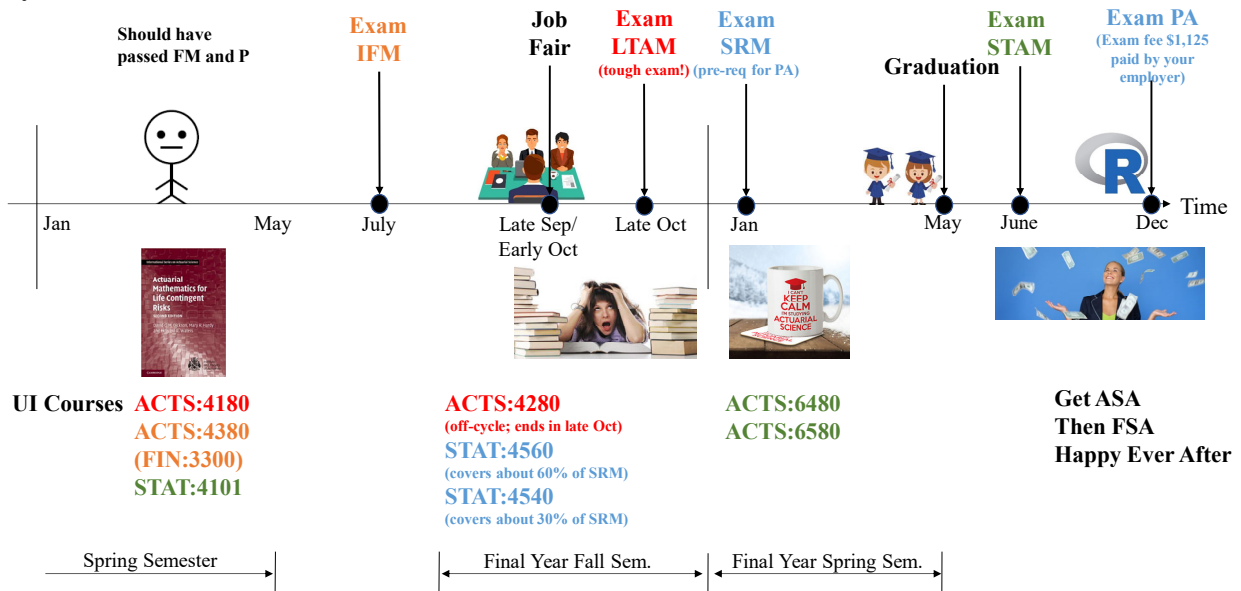 Should have
passed FM and P
Exam
IFM
Job
Fair
Exam
LTAM
(tough exam!)
Exam
SRM
(pre-req for PA)
Graduation
Exam
STAM
Exam PA
(Exam fee $1,125
paid by your
employer)
R
Jan
May
July
Late Sep/
Early Oct
Late Oct
Jan
May
June
Dec
Time
Actuarial
Mathematics for
Life Contingent
Risks
I CAN'T
KEEP
CALM
I'M STUDYING
ACTUARIAL
SCIENCE
UI Courses
ACTS:4180
ACTS:4380
(FIN:3300)
STAT:4101
ACTS:4280
(off-cycle; ends in late Oct)
STAT:4560
(covers about 60% of SRM)
STAT:4540
(covers about 30% of SRM)
ACTS:6480
ACTS:6580
Get ASA
Then FSA
Happy Ever After
Spring Semester
Final Year Fall Sem.
Final Year Spring Sem.